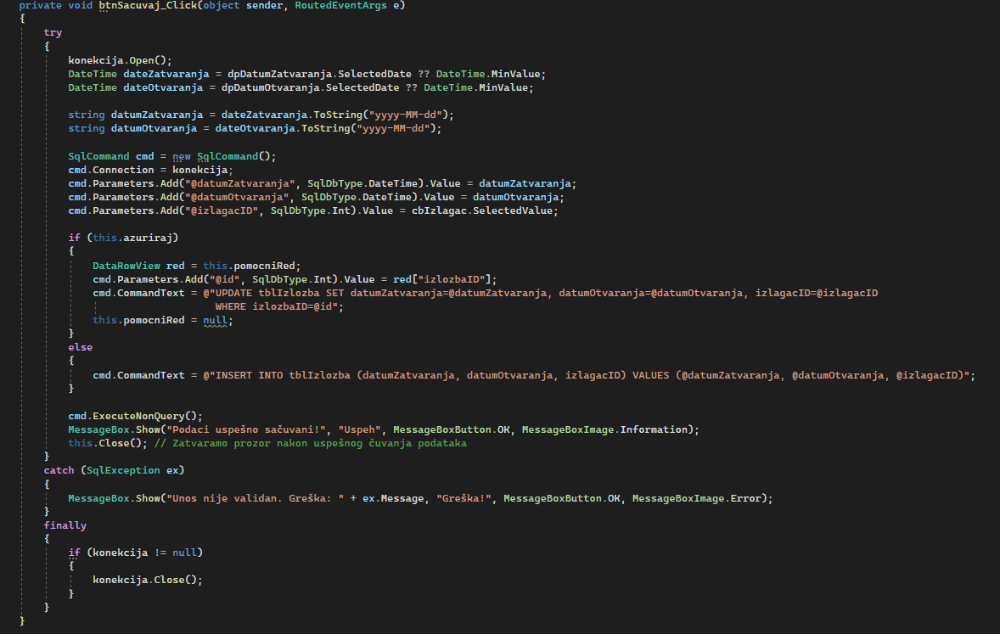 private void btnSacuvaj_Click(object sender, RoutedEventArgs e)
{
    try
    {
        konekcija.Open();
        DateTime dateZatvaranja = dpDatumZatvaranja.SelectedDate ?? DateTime.MinValue;
        DateTime dateOtvaranja = dpDatumOtvaranja.SelectedDate ?? DateTime.MinValue;

        string datumZatvaranja = dateZatvaranja.ToString("yyyy-MM-dd");
        string datumOtvaranja = dateOtvaranja.ToString("yyyy-MM-dd");

        SqlCommand cmd = new SqlCommand();
        cmd.Connection = konekcija;
        cmd.Parameters.Add("@datumZatvaranja", SqlDbType.DateTime).Value = datumZatvaranja;
        cmd.Parameters.Add("@datumOtvaranja", SqlDbType.DateTime).Value = datumOtvaranja;
        cmd.Parameters.Add("@izlagacID", SqlDbType.Int).Value = cbIzlagac.SelectedValue;

        if (this.azuriraj)
        {
            DataRowView red = this.pomocniRed;
            cmd.Parameters.Add("@id", SqlDbType.Int).Value = red["izlozbaID"];
            cmd.CommandText = @"UPDATE tblIzlozba SET datumZatvaranja=@datumZatvaranja, datumOtvaranja=@datumOtvaranja, izlagacID=@izlagacID
                                WHERE izlozbaID=@id";
            this.pomocniRed = null;
        }
        else
        {
            cmd.CommandText = @"INSERT INTO tblIzlozba (datumZatvaranja, datumOtvaranja, izlagacID) VALUES (@datumZatvaranja, @datumOtvaranja, @izlagacID)";
        }

        cmd.ExecuteNonQuery();
        MessageBox.Show("Podaci uspešno sačuvani!", "Uspeh", MessageBoxButton.OK, MessageBoxImage.Information);
        this.Close(); // Zatvaramo prozor nakon uspešnog čuvanja podataka
    }
    catch (SqlException ex)
    {
        MessageBox.Show("Unos nije validan. Greška: " + ex.Message, "Greška!", MessageBoxButton.OK, MessageBoxImage.Error);
    }
    finally
    {
        if (konekcija != null)
        {
            konekcija.Close();
        }
    }
}